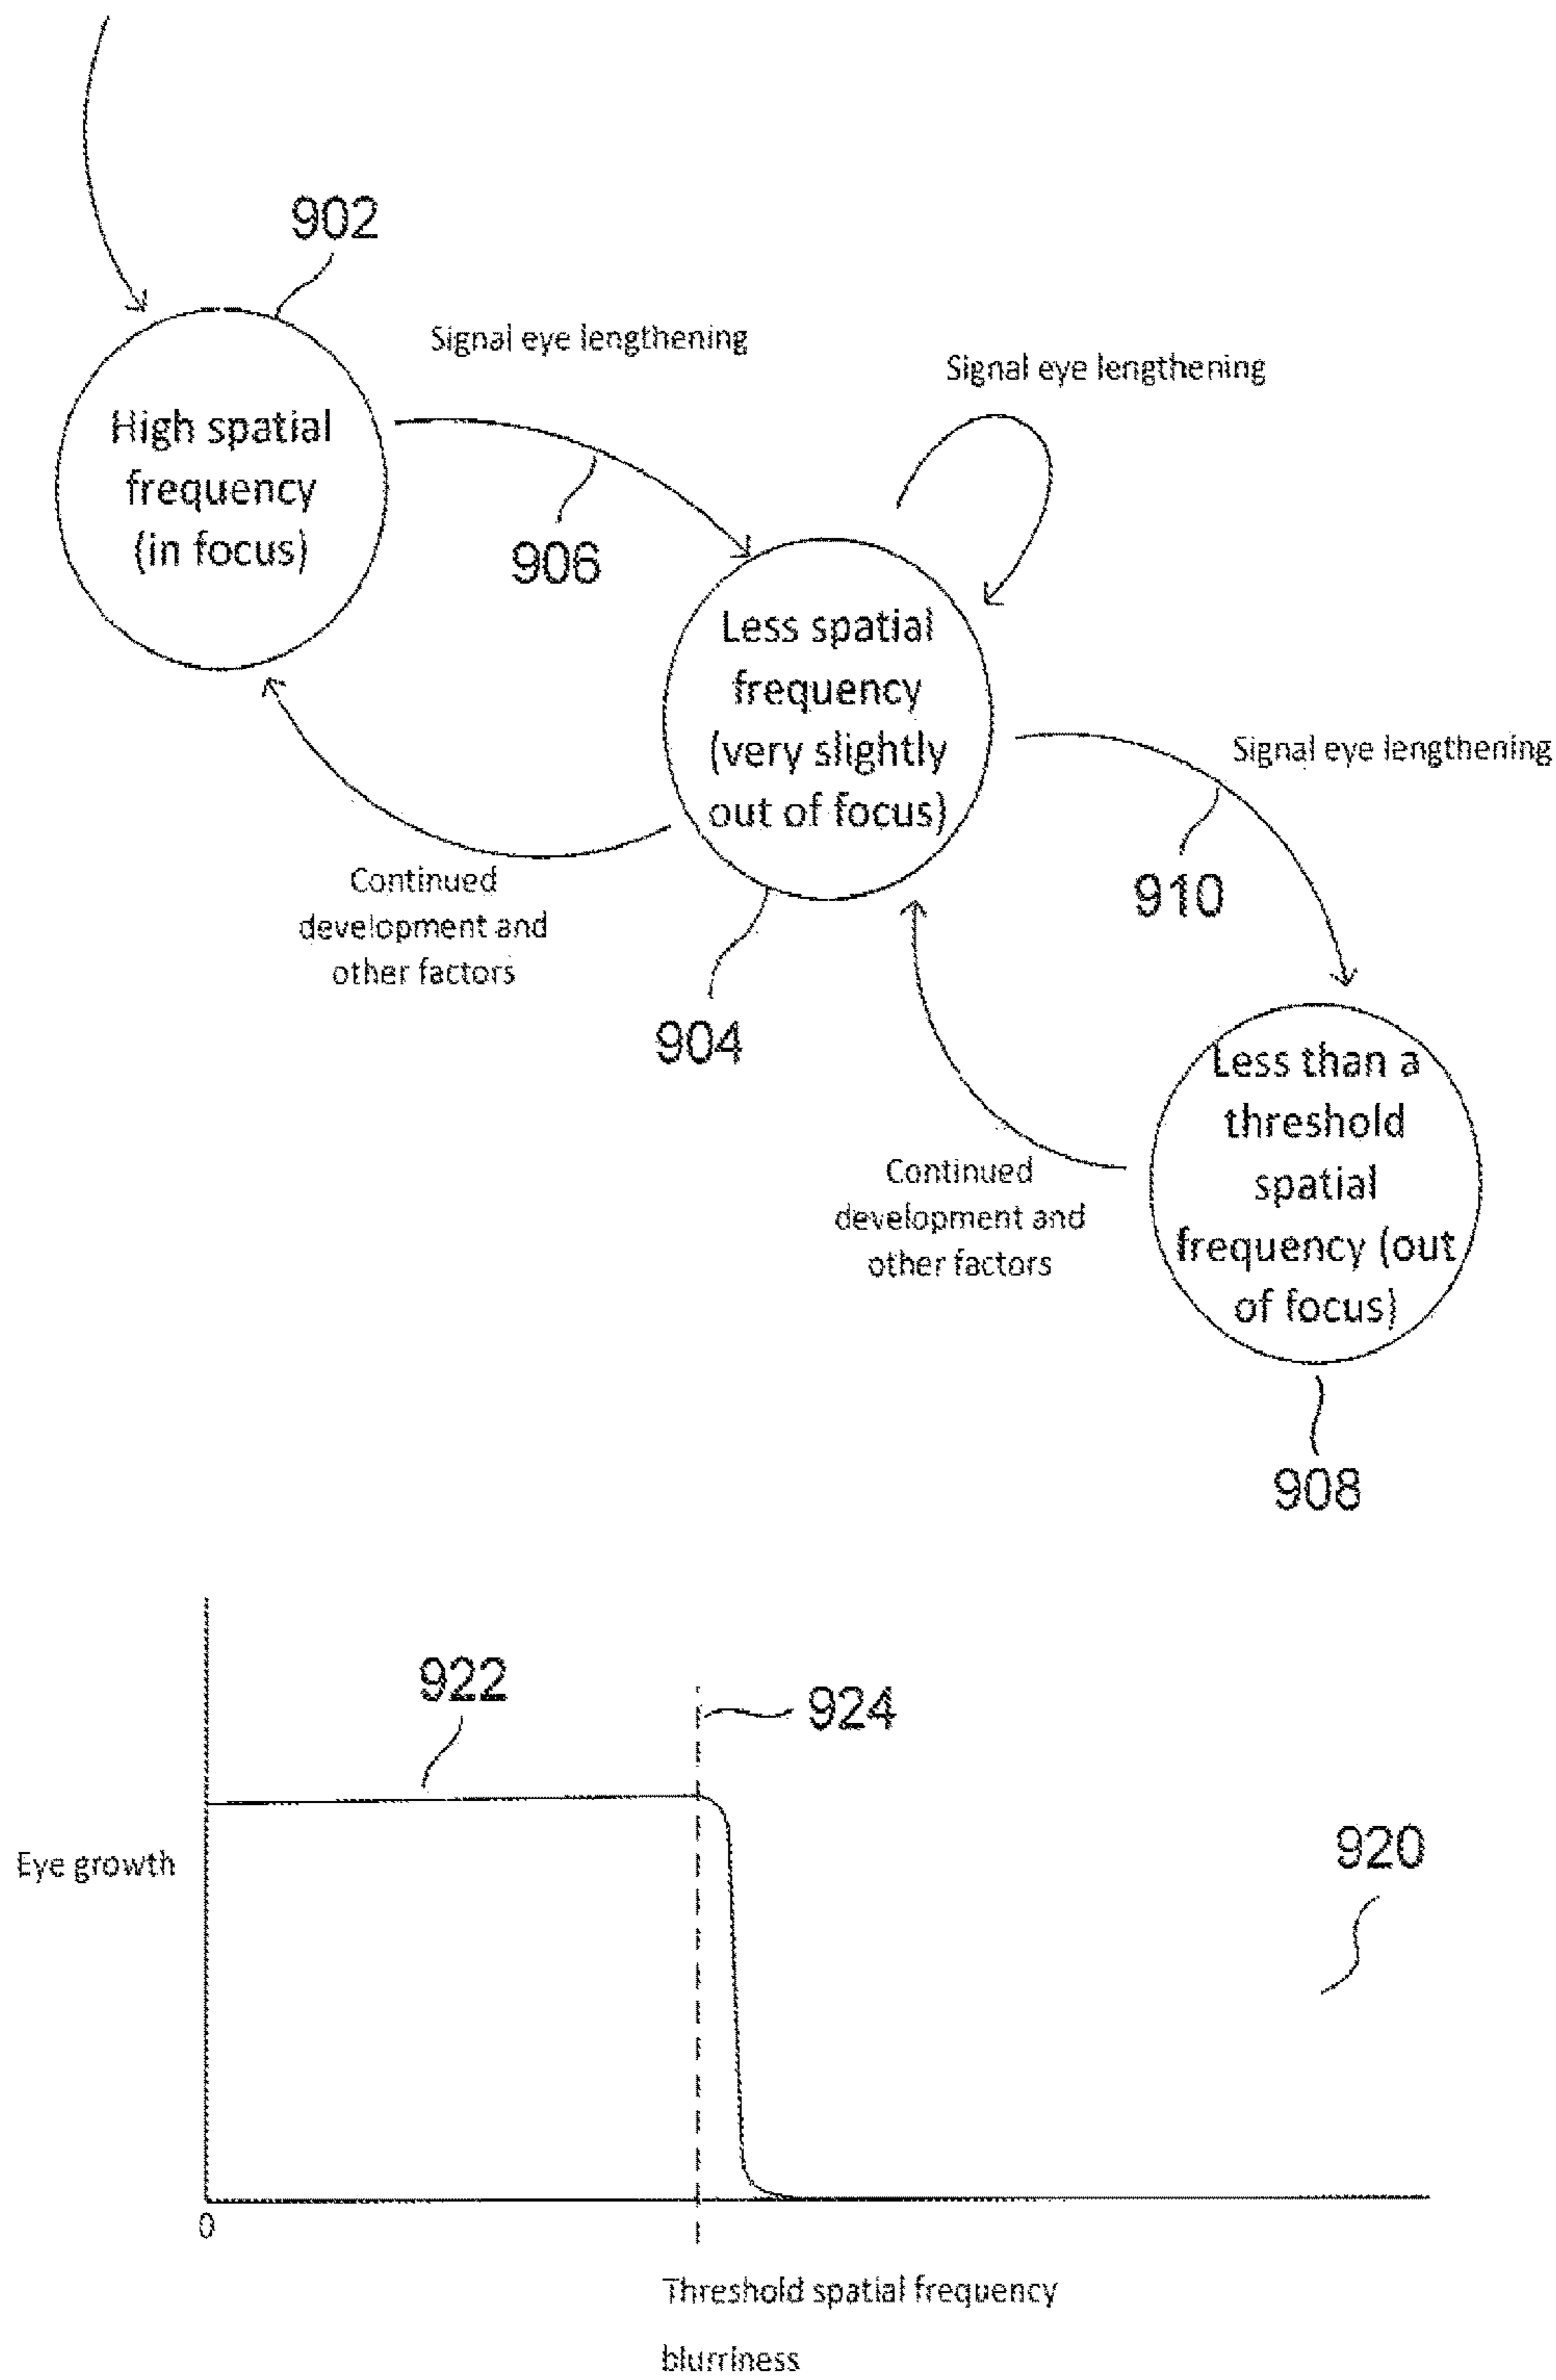 902
Signal eye lengthening
Signal eye lengthening
High spatial
frequency
(in focus)
906
Less spatial
frequency
(very slightly
out of focus)
Signal eye lengthening
910
Continued
development and
other factors
904
Less than a
threshold
spatial
frequency (out
of focus)
Continued
development and
other factors
908
922
924
Eye growth
920
0
Threshold spatial frequency
blurriness